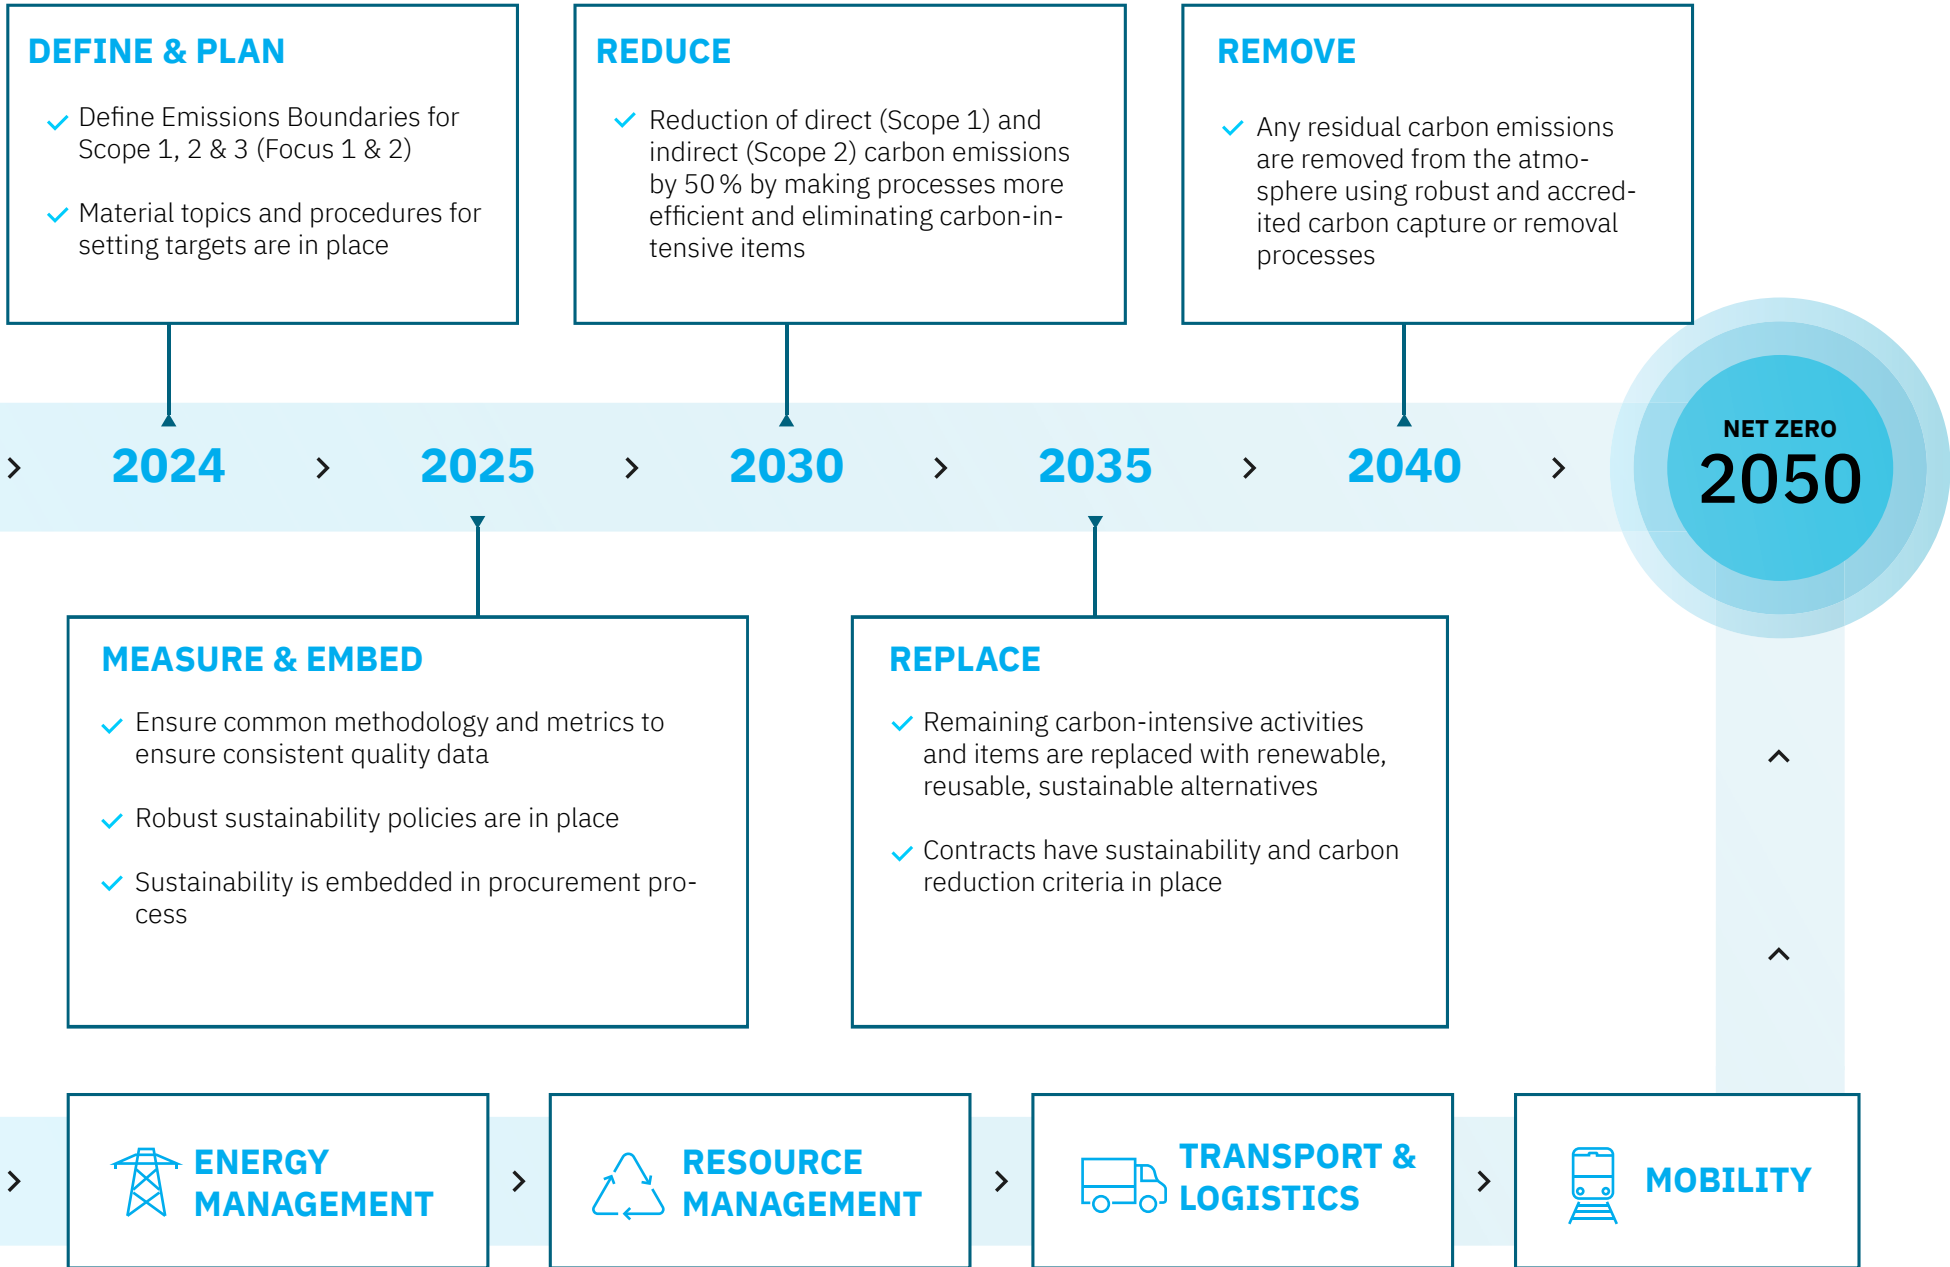 DEFINE & PLAN
Define Emissions Boundaries for
Scope 1, 2 & 3 (Focus 1 & 2)
Material topics and procedures for
setting targets are in place
REDUCE
Reduction of direct (Scope 1) and
indirect (Scope 2) carbon emissions
by 50 % by making processes more
efficient and eliminating carbon-in-
tensive items
REMOVE
Any residual carbon emissions
are removed from the atmo-
sphere using robust and accred-
ited carbon capture or removal
processes
2024
2025
2030
2035
2040
NET ZERO
2050
MEASURE & EMBED
Ensure common methodology and metrics to
ensure consistent quality data
Robust sustainability policies are in place
Sustainability is embedded in procurement pro-
cess
REPLACE
Remaining carbon-intensive activities
and items are replaced with renewable,
reusable, sustainable alternatives
Contracts have sustainability and carbon
reduction criteria in place
ENERGY
MANAGEMENT
RESOURCE
MANAGEMENT
TRANSPORT &
LOGISTICS
MOBILITY